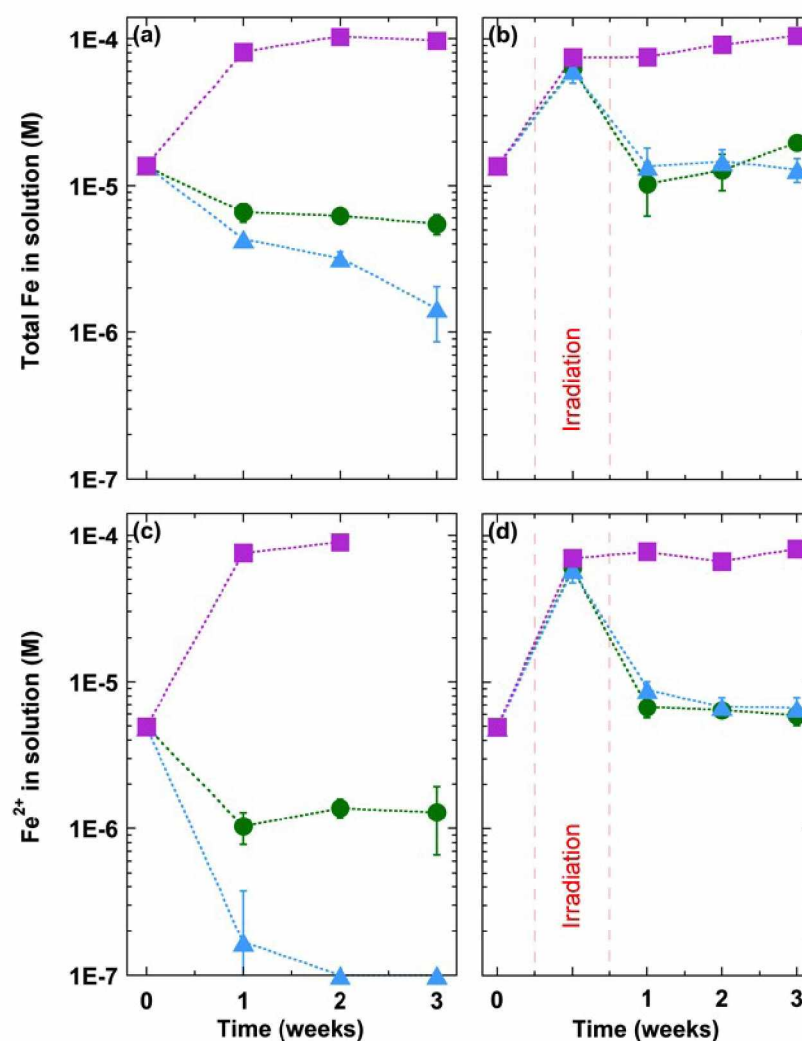 (a)
(b)
1E-4
1E-5
1E-6
1E-7
Total Fe in solution (M)
Irradiation
(c)
(d)
1E-4
1E-5
1E-6
1E-7
Fe²⁺ in solution (M)
Irradiation
0 1 2 3
0 1 2 3
Time (weeks)
Time (weeks)